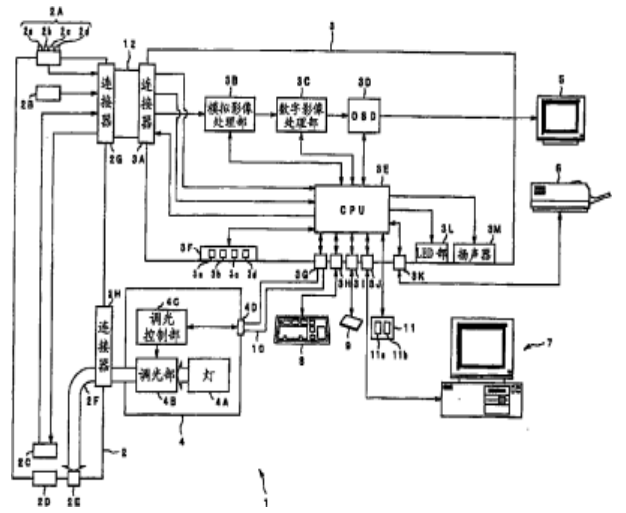 2A
2a 2b 2c 2d
12
3
连接器
连接器
2B
2G
3A
3B
模拟影像处理部
3C
数字影像处理部
3D
OSD
5
3E
CPU
6
3F
3a 3b 3c 3d
3G
3H
3I
3J
3K
3L
LED部
3M
扬声器
2H
连接器
4C
调光控制部
4D
10
8
9
11
11a 11b
7
调光部
4B
灯
4A
4
2F
2C
2
2D
2E
1